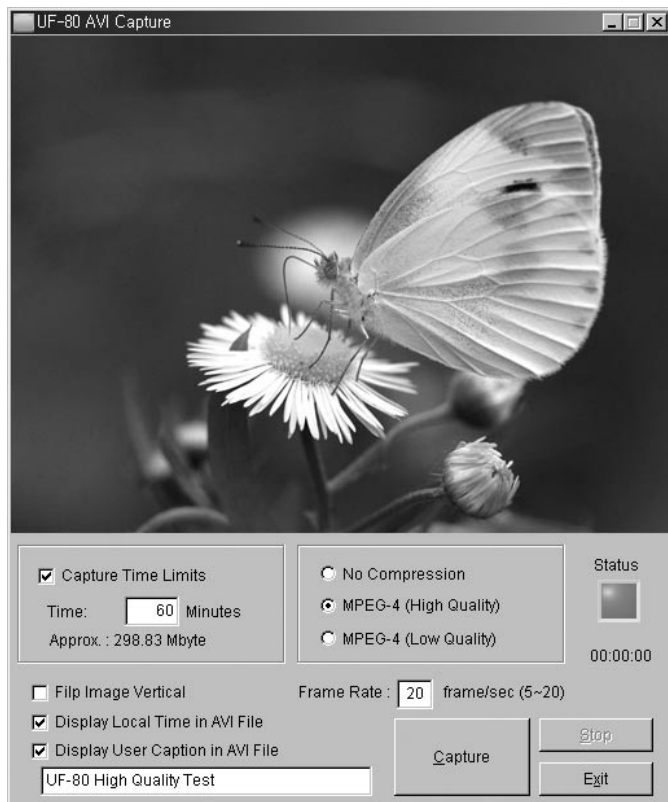 UF-80 AVI Capture
Capture Time Limits
Time: 60 Minutes
Approx. : 298.83 Mbyte
No Compression
MPEG-4 (High Quality)
MPEG-4 (Low Quality)
Status
00:00:00
Filp Image Vertical
Frame Rate : 20 frame/sec (5~20)
Display Local Time in AVI File
Display User Caption in AVI File
UF-80 High Quality Test
Capture
Stop
Exit